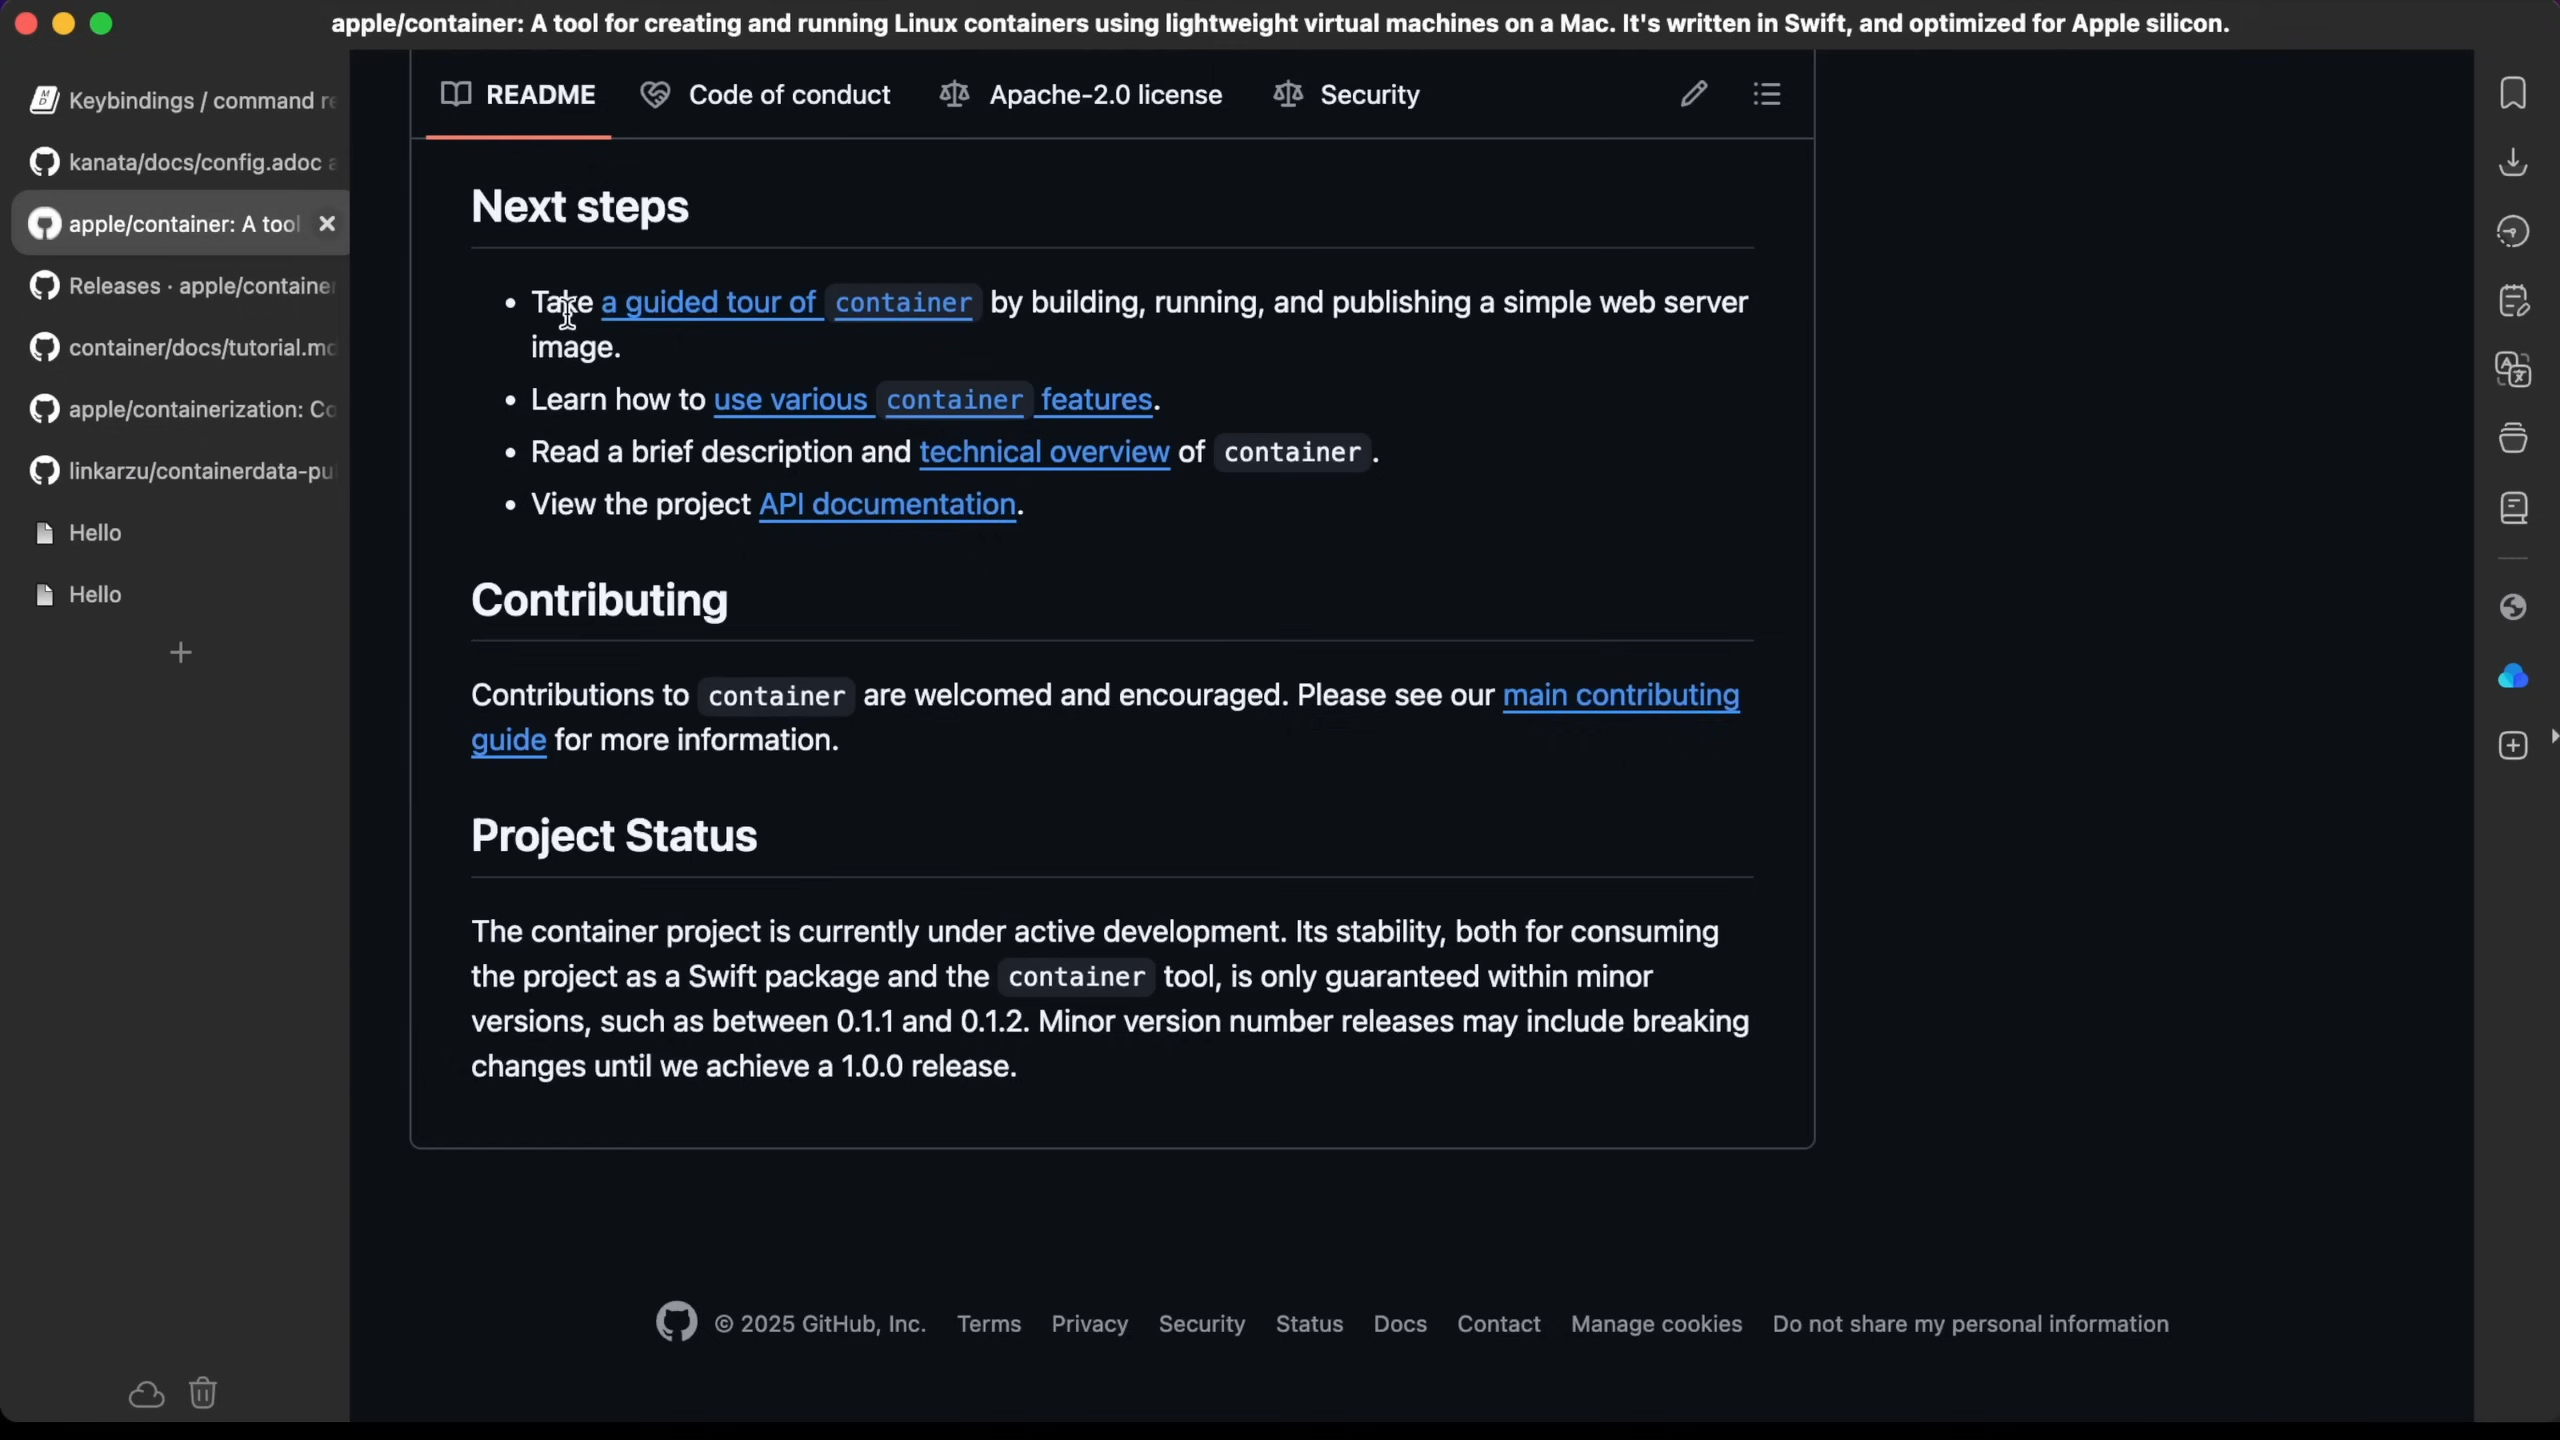 apple/container: A tool for creating and running Linux containers using lightweight virtual machines on a Mac. It's written in Swift, and optimized for Apple silicon.
Keybindings / command re
kanata/docs/config.adoc a
apple/container: A tool
Releases · apple/container
container/docs/tutorial.md
apple/containerization: Co
linkarzu/containerdata-pu
Hello
Hello
README
Code of conduct
Apache-2.0 license
Security
Next steps
• Take a guided tour of container by building, running, and publishing a simple web server
image.
• Learn how to use various container features.
• Read a brief description and technical overview of container.
• View the project API documentation.
Contributing
Contributions to container are welcomed and encouraged. Please see our main contributing
guide for more information.
Project Status
The container project is currently under active development. Its stability, both for consuming
the project as a Swift package and the container tool, is only guaranteed within minor
versions, such as between 0.1.1 and 0.1.2. Minor version number releases may include breaking
changes until we achieve a 1.0.0 release.
© 2025 GitHub, Inc. Terms Privacy Security Status Docs Contact Manage cookies Do not share my personal information